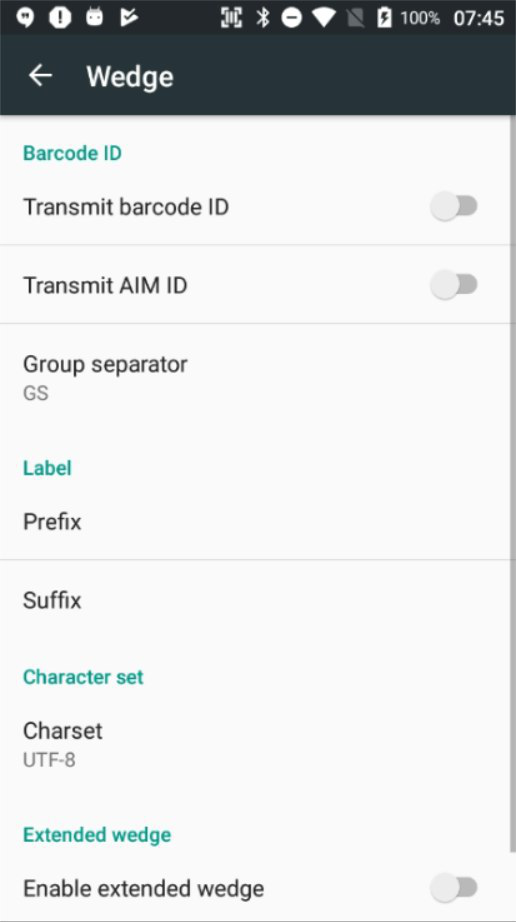 100% 07:45
Wedge
Barcode ID
Transmit barcode ID
Transmit AIM ID
Group separator
GS
Label
Prefix
Suffix
Character set
Charset
UTF-8
Extended wedge
Enable extended wedge